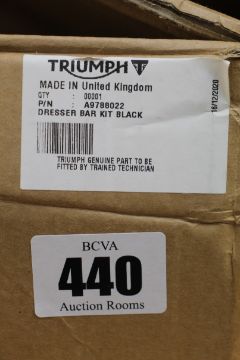 TRIUMPH
MADE IN United Kingdom
QTY : 00001
P/N : A9788022
DRESSER BAR KIT BLACK
16/12/2020
TRIUMPH GENUINE PART TO BE
FITTED BY TRAINED TECHNICIAN
BCVA
440
Auction Rooms